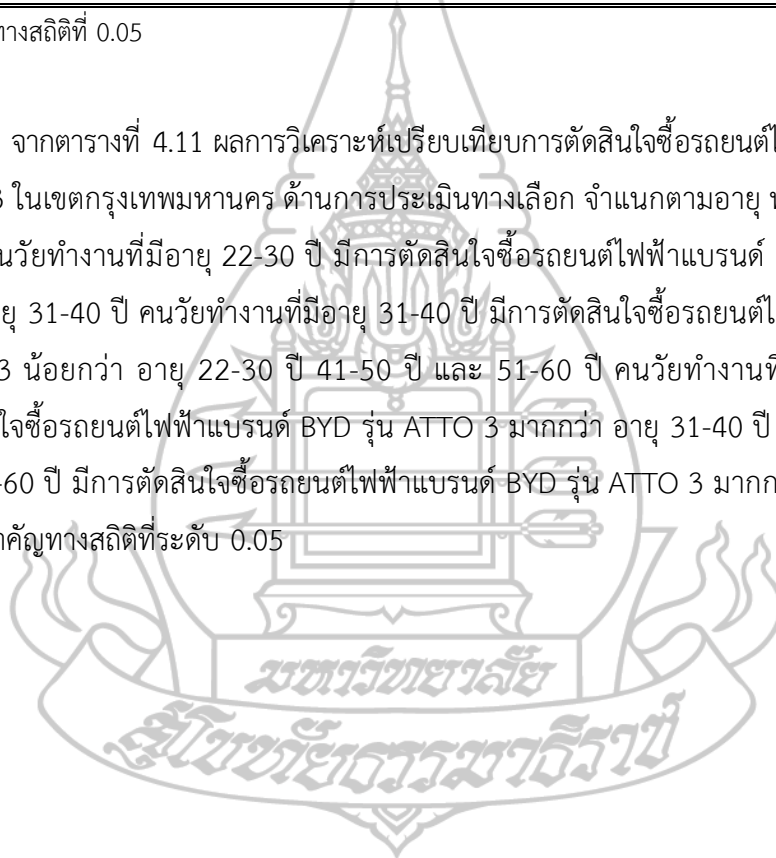 ทางสถิติที่ 0.05
จากตารางที่ 4.11 ผลการวิเคราะห์เปรียบเทียบการตัดสินใจซื้อรถยนต์ไ
3 ในเขตกรุงเทพมหานคร ด้านการประเมินทางเลือก จำแนกตามอายุ
นวัยทำงานที่มีอายุ 22-30 ปี มีการตัดสินใจซื้อรถยนต์ไฟฟ้าแบรนด์
ยุ 31-40 ปี คนวัยทำงานที่มีอายุ 31-40 ปี มีการตัดสินใจซื้อรถยนต์ไ
3 น้อยกว่า อายุ 22-30 ปี 41-50 ปี และ 51-60 ปี คนวัยทำงานที
ใจซื้อรถยนต์ไฟฟ้าแบรนด์ BYD รุ่น ATTO 3 มากกว่า อายุ 31-40 ปี
-60 ปี มีการตัดสินใจซื้อรถยนต์ไฟฟ้าแบรนด์ BYD รุ่น ATTO 3 มากก
าคัญทางสถิติที่ระดับ 0.05
มหาวิทยาลัย
สุโขทัยธรรมาธิราช